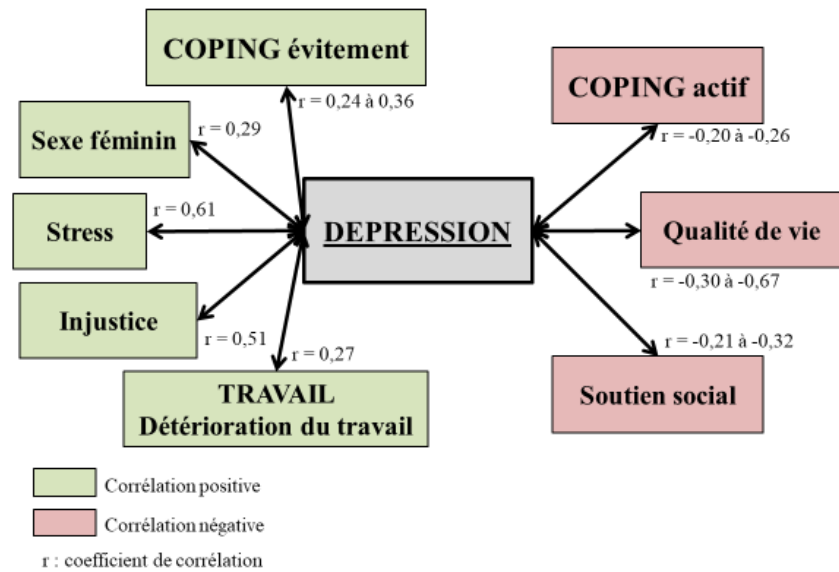 COPING évitement
r = 0,24 à 0,36
COPING actif
r = -0,20 à -0,26
Sexe féminin
r = 0,29
Stress
r = 0,61
DEPRESSION
Qualité de vie
r = -0,30 à -0,67
Injustice
r = 0,51
r = 0,27
r = -0,21 à -0,32
TRAVAIL
Détérioration du travail
Soutien social
Corrélation positive
Corrélation négative
r : coefficient de corrélation